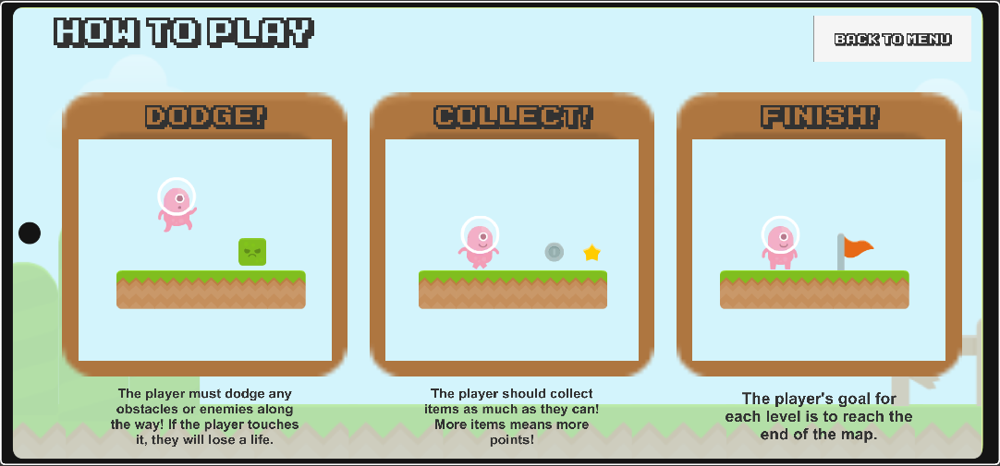 HOW TO PLAY
BACK TO MENU
DODGE!
COLLECT!
FINISH!
The player must dodge any
obstacles or enemies along
the way! If the player touches
it, they will lose a life.
The player should collect
items as much as they can!
More items means more
points!
The player's goal for
each level is to reach the
end of the map.